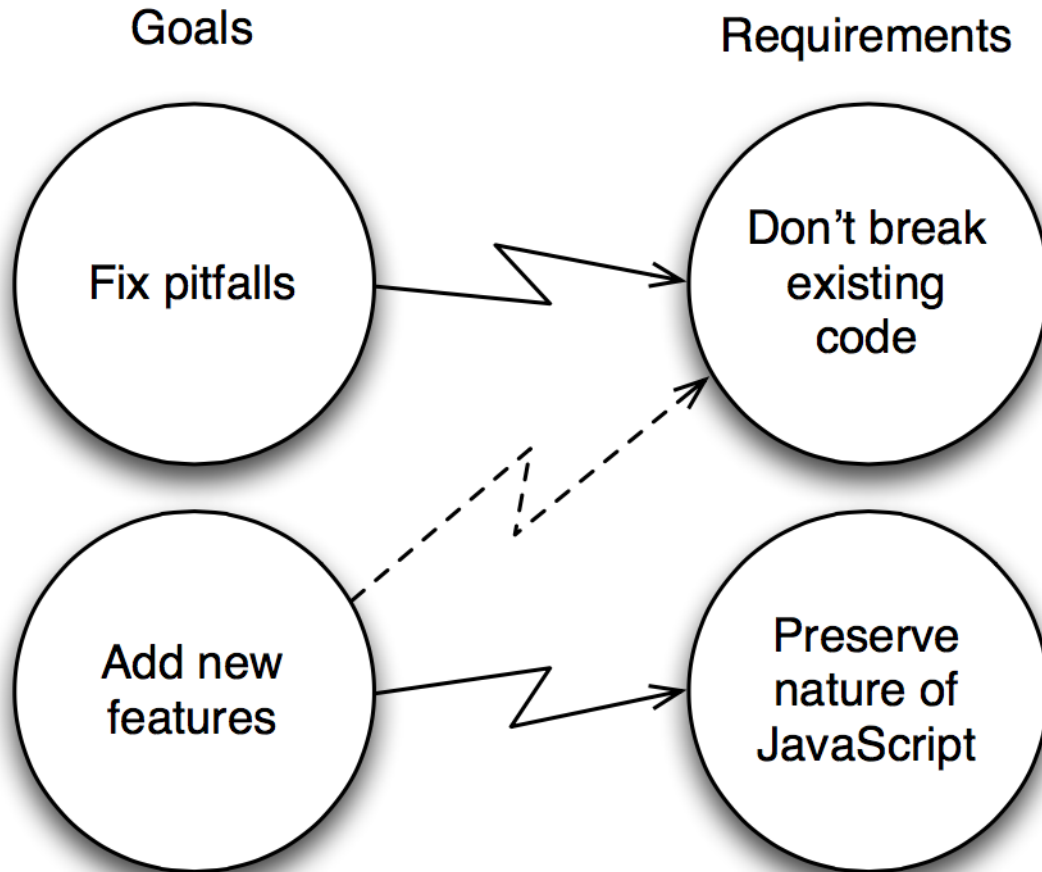 Goals
Requirements
Fix pitfalls
Don't break
existing
code
Add new
features
Preserve
nature of
JavaScript